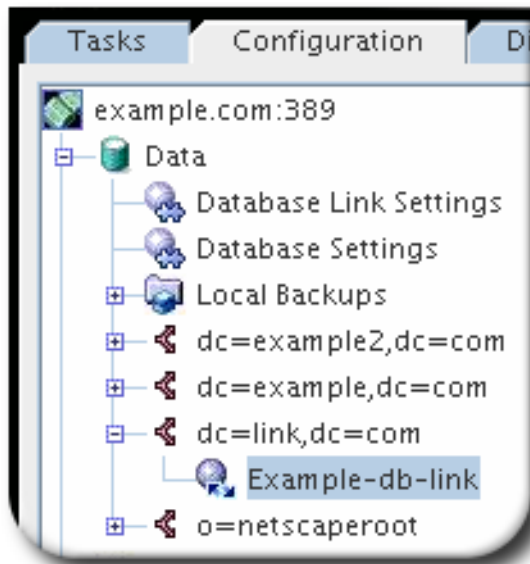 Tasks
Configuration
example.com:389
Data
Database Link Settings
Database Settings
Local Backups
dc=example2,dc=com
dc=example,dc=com
dc=link,dc=com
Example-db-link
o=netscaperoot